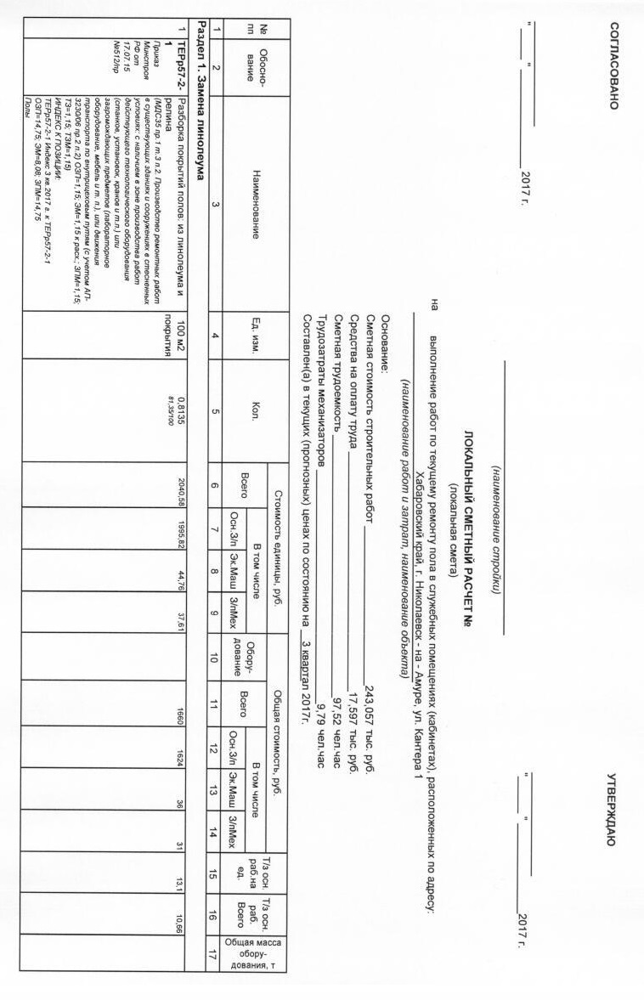 СОГЛАСОВАНО
УТВЕРЖДАЮ
" " 2017 г.
" " 2017 г.
(наименование стройки)
ЛОКАЛЬНЫЙ СМЕТНЫЙ РАСЧЕТ №
(локальная смета)
на выполнение работ по текущему ремонту пола в служебных помещениях (кабинетах), расположенных по адресу:
Хабаровский край, г. Николаевск - на - Амуре, ул. Кантера 1
(наименование работ и затрат, наименование объекта)
Основание:
Сметная стоимость строительных работ 243,057 тыс. руб.
Средства на оплату труда 17,597 тыс. руб.
Сметная трудоемкость 97,52 чел.час
Трудозатраты механизаторов 9,79 чел.час
Составлен(а) в текущих (прогнозных) ценах по состоянию на 3 квартал 2017г.
№ пп
Обосно-
вание
Наименование
Ед. изм.
Кол.
Стоимость единицы, руб.
Всего
В том числе
Осн.З/п
Эк.Маш
З/пМех
Общая стоимость, руб.
Обору-
дование
Всего
В том числе
Осн.З/п
Эк.Маш
З/пМех
Т/з осн.
раб.на
ед.
Т/з осн.
раб.
Всего
Общая масса
обору-
дования, т
1 2 3 4 5 6 7 8 9 10 11 12 13 14 15 16 17
Раздел 1. Замена линолеума
1
ТЕРр57-2-
1
Приказ
Минстроя
РФ от
17.07.15
№512/пр
Разборка покрытий полов: из линолеума и
релина
(МДС35 пр.1 т.3 п.2. Производство ремонтных работ
в существующих зданиях и сооружениях в стесненных
условиях: с наличием в зоне производства работ
действующего технологического оборудования
(станков, установок, кранов и т.п.) или
загромождающих предметов (лабораторное
оборудование, мебель и т. п.), или движения
транспорта по внутрицеховым путям (с учетом АП-
3230/06 пр.2 п.2) ОЗП=1,15; ЭМ=1,15 к расх.; ЗПМ=1,15;
ТЗ=1,15; ТЗМ=1,15)
ИНДЕКС К ПОЗИЦИИ:
ТЕРр57-2-1 Индекс 3 кв.2017 г. к ТЕРр57-2-1
ОЗП=14,75; ЭМ=8,08; ЗПМ=14,75
Полы
100 м2
покрытия
0,8135
81,35/100
2040,58 1995,82 44,76 37,61 1660 1624 36 31 13,1 10,66